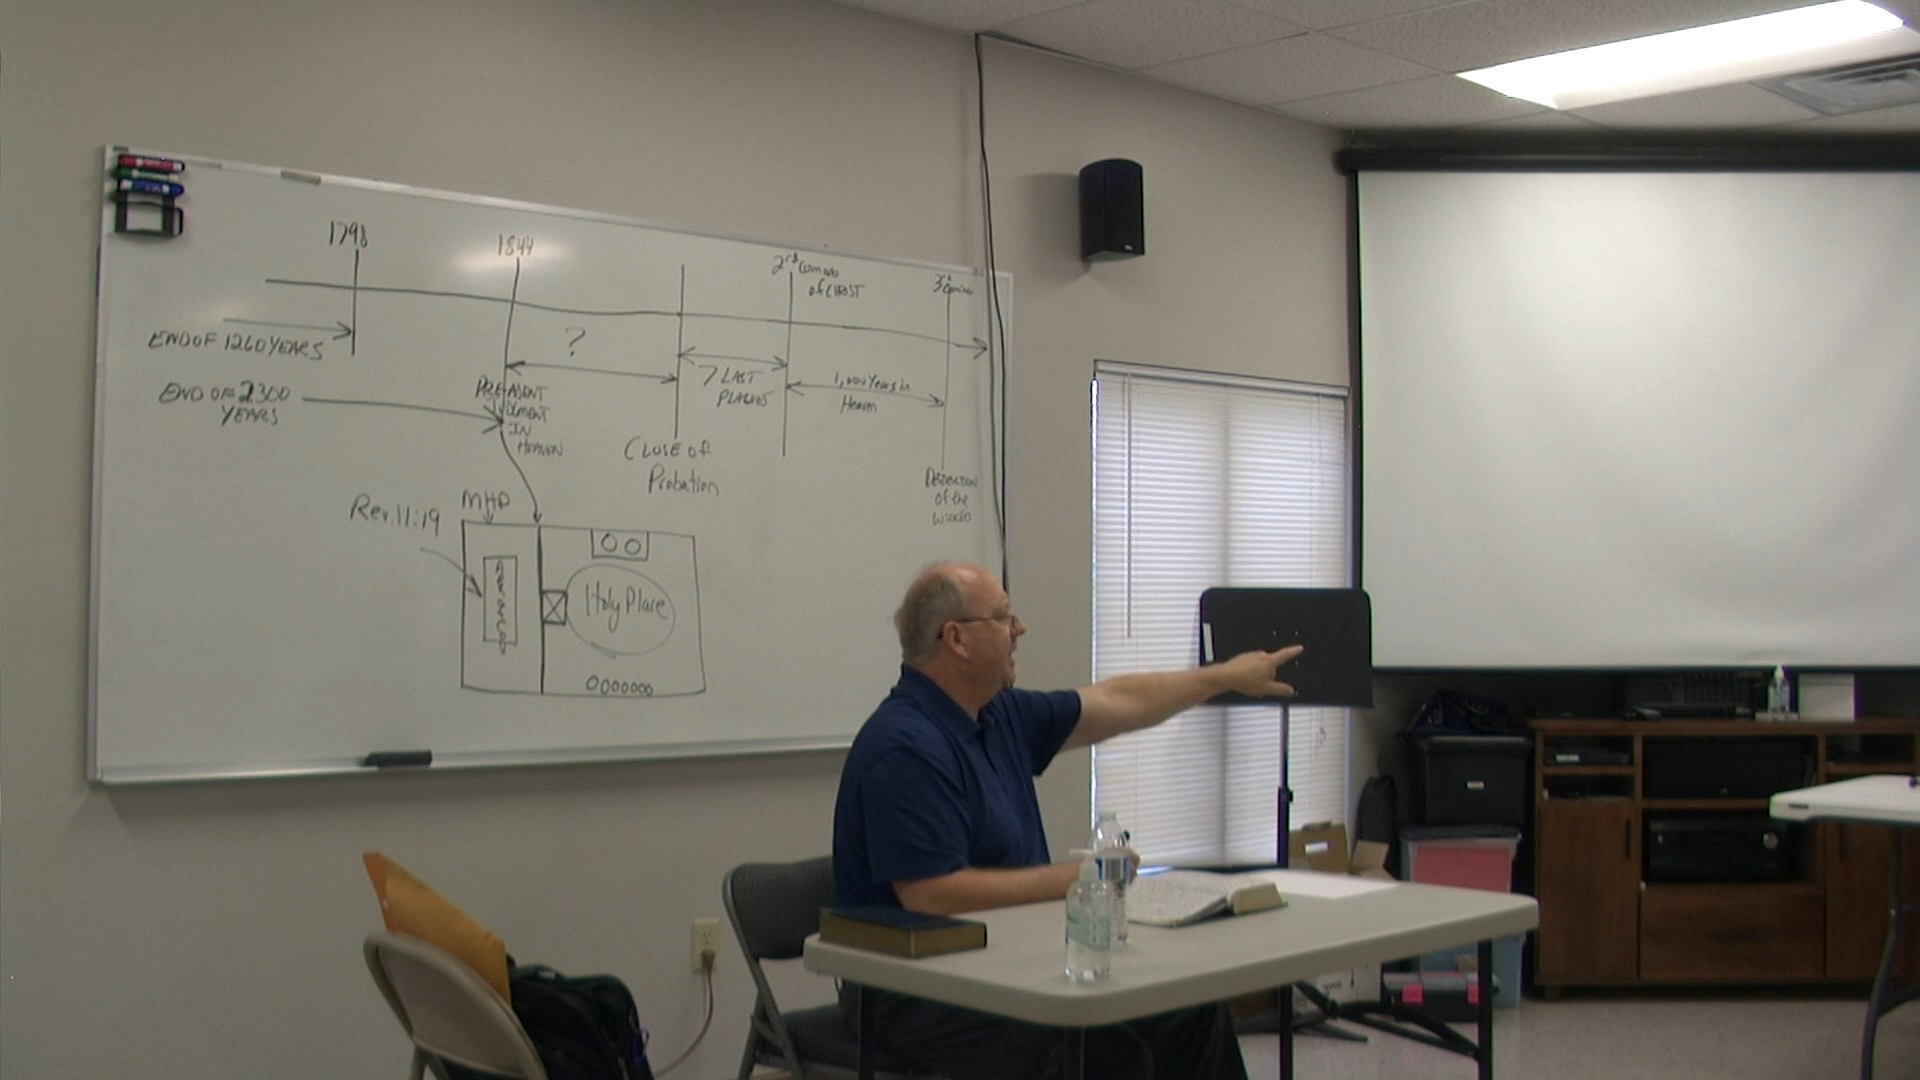 1798
1844
2nd Coming
of CHRIST
3rd Coming
END OF 1260 YEARS
?
7 LAST
PLAGUES
1,000 Years in
Heaven
END OF 2300
YEARS
PRE-ADVENT
JUDGMENT
IN
HEAVEN
CLOSE of
Probation
DESTRUCTION
of the
WICKED
Rev. 11:19
MHP
Holy Place